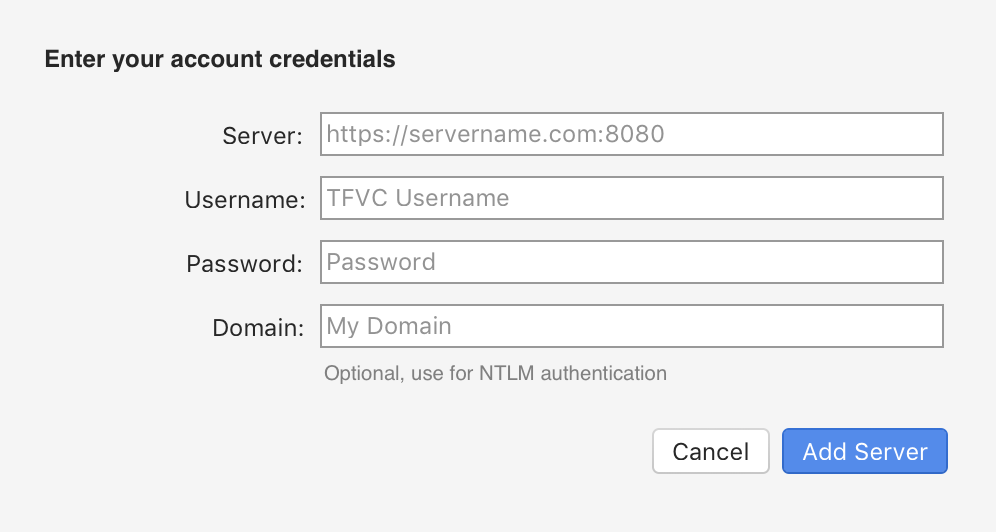 Enter your account credentials
Server: https://servername.com:8080
Username: TFVC Username
Password: Password
Domain: My Domain
Optional, use for NTLM authentication
Cancel Add Server